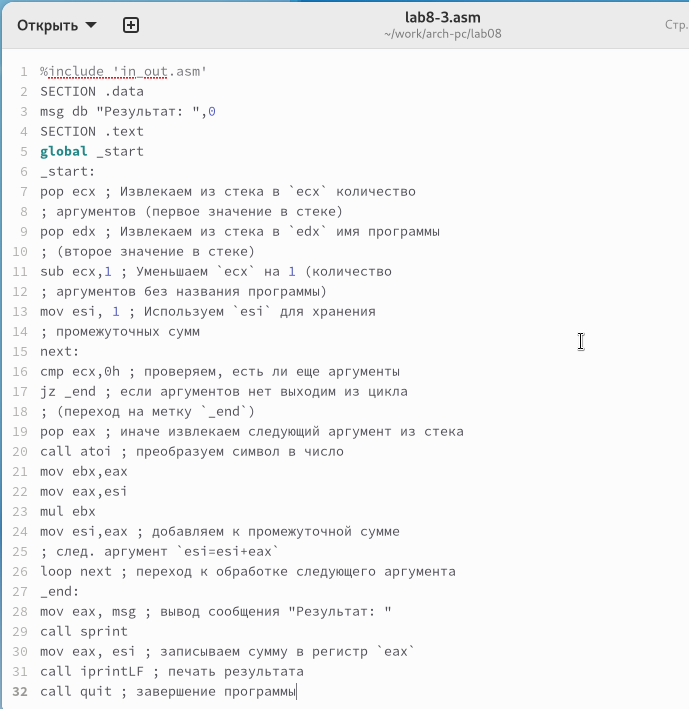 Открыть
lab8-3.asm
~/work/arch-pc/lab08
Стр.
1 %include 'in_out.asm'
2 SECTION .data
3 msg db "Результат: ",0
4 SECTION .text
5 global _start
6 _start:
7 pop ecx ; Извлекаем из стека в `ecx` количество
8 ; аргументов (первое значение в стеке)
9 pop edx ; Извлекаем из стека в `edx` имя программы
10 ; (второе значение в стеке)
11 sub ecx,1 ; Уменьшаем `ecx` на 1 (количество
12 ; аргументов без названия программы)
13 mov esi, 1 ; Используем `esi` для хранения
14 ; промежуточных сумм
15 next:
16 cmp ecx,0h ; проверяем, есть ли еще аргументы
17 jz _end ; если аргументов нет выходим из цикла
18 ; (переход на метку `_end`)
19 pop eax ; иначе извлекаем следующий аргумент из стека
20 call atoi ; преобразуем символ в число
21 mov ebx,eax
22 mov eax,esi
23 mul ebx
24 mov esi,eax ; добавляем к промежуточной сумме
25 ; след. аргумент `esi=esi+eax`
26 loop next ; переход к обработке следующего аргумента
27 _end:
28 mov eax, msg ; вывод сообщения "Результат: "
29 call sprint
30 mov eax, esi ; записываем сумму в регистр `eax`
31 call iprintLF ; печать результата
32 call quit ; завершение программы